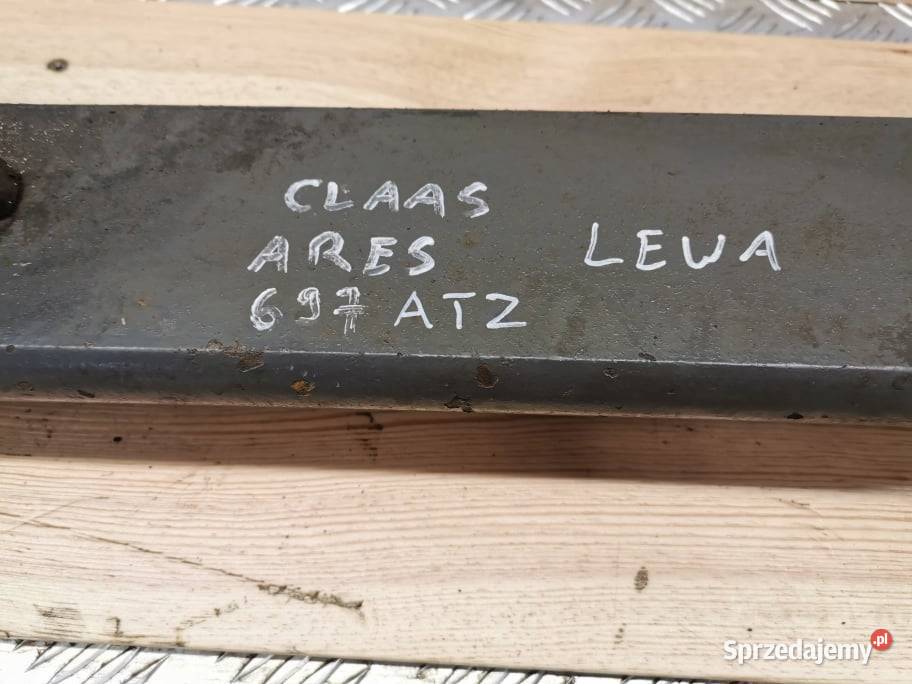 CLAAS
ARES LEWA
697 ATZ
Sprzedajemy.pl